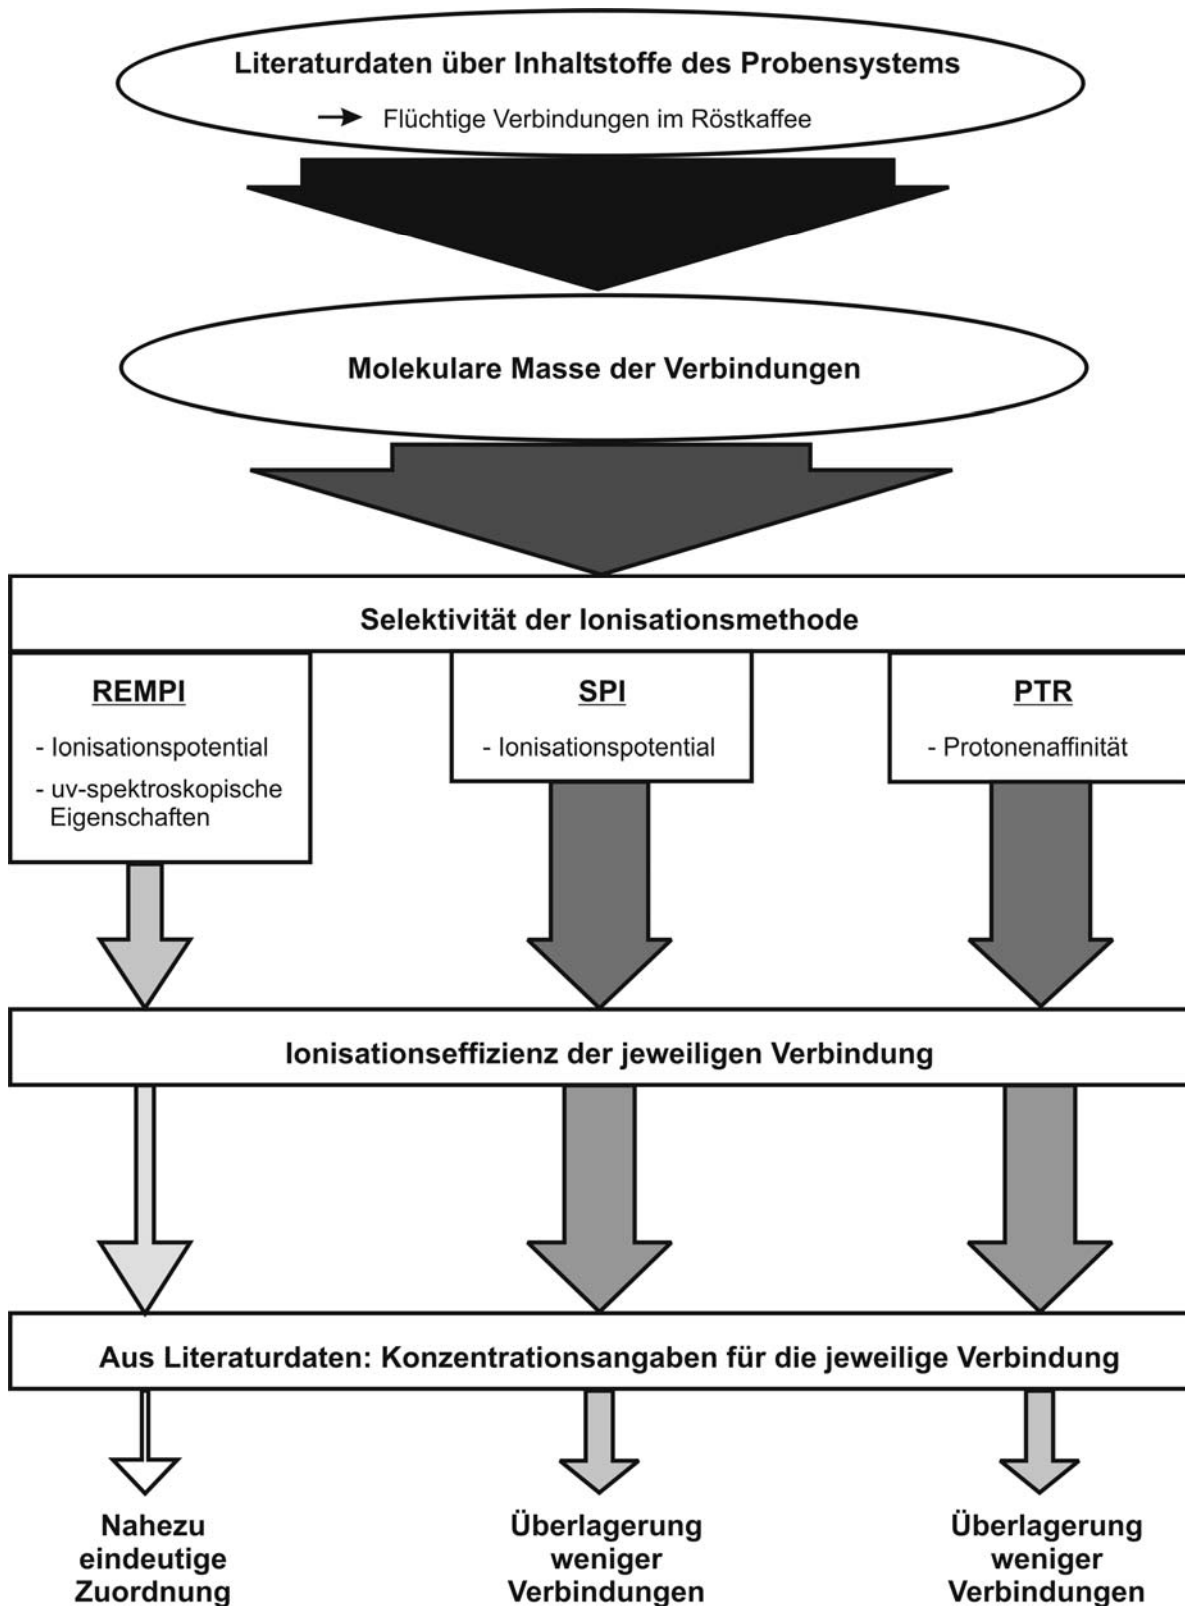 Literaturdaten über Inhaltstoffe des Probensystems
Flüchtige Verbindungen im Röstkaffee
Molekulare Masse der Verbindungen
Selektivität der Ionisationsmethode
REMPI
- Ionisationspotential
- uv-spektroskopische
Eigenschaften
SPI
- Ionisationspotential
PTR
- Protonenaffinität
Ionisationseffizienz der jeweiligen Verbindung
Aus Literaturdaten: Konzentrationsangaben für die jeweilige Verbindung
Nahezu
eindeutige
Zuordnung
Überlagerung
weniger
Verbindungen
Überlagerung
weniger
Verbindungen